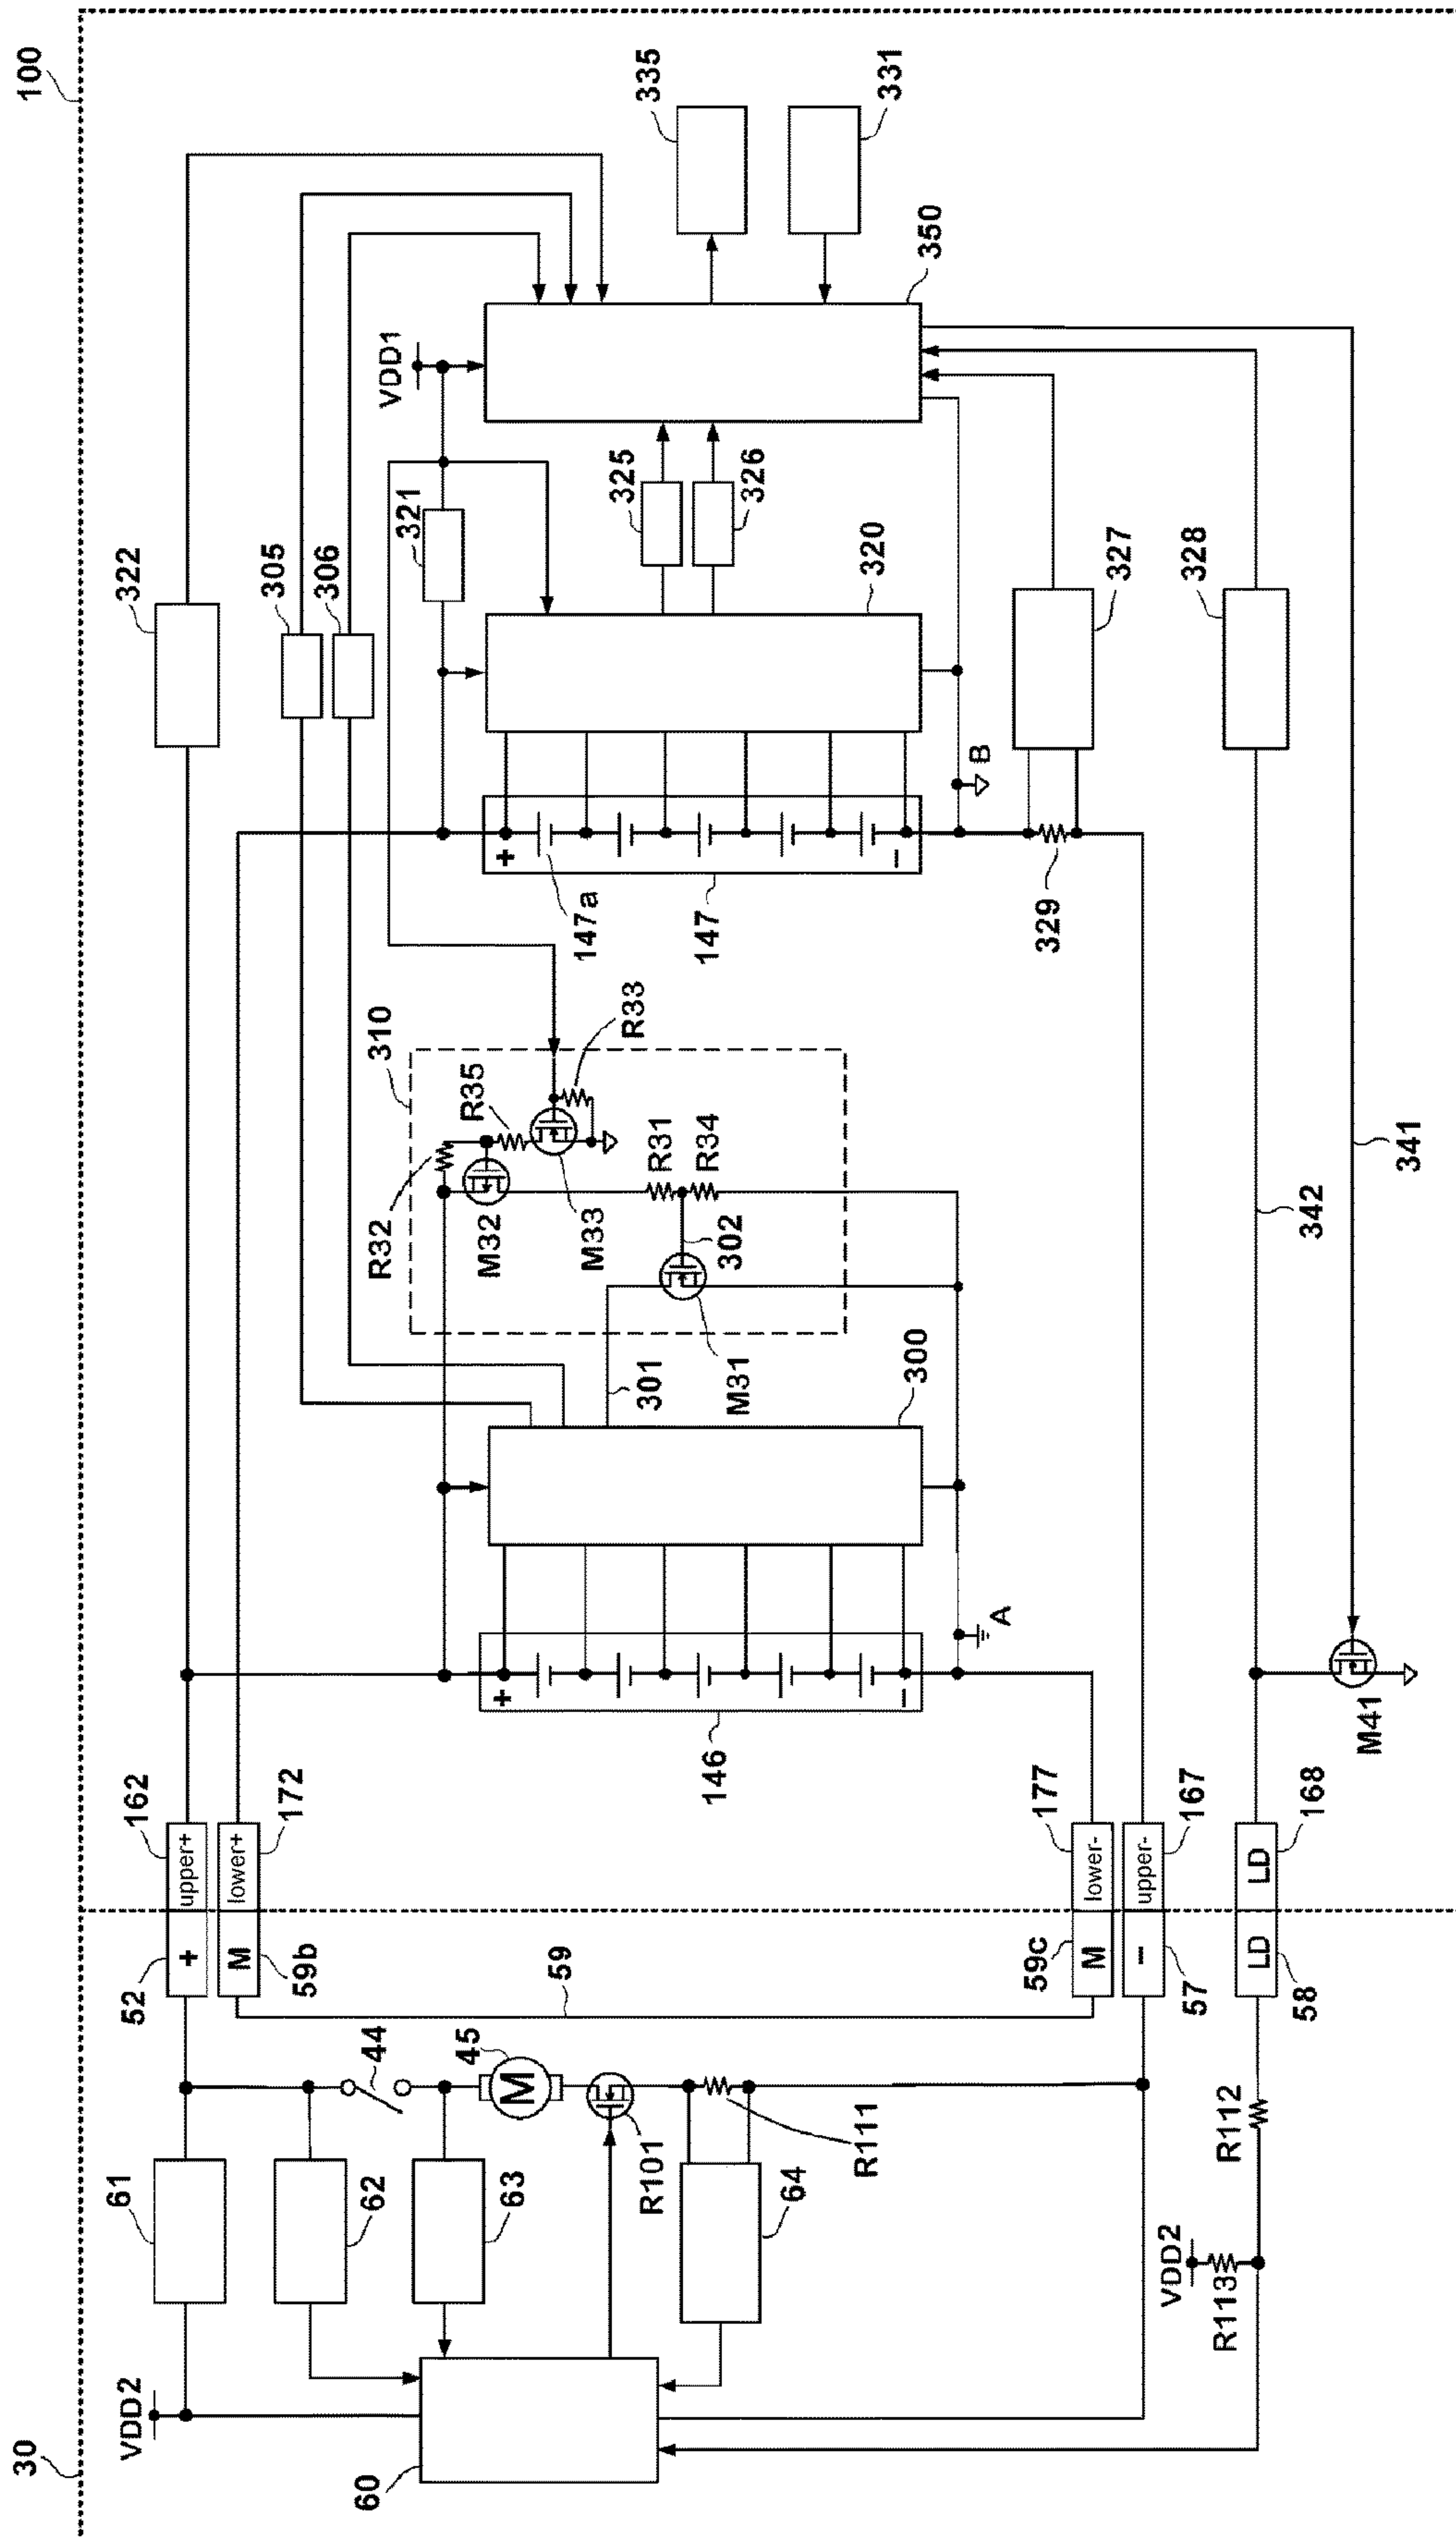 30
100
VDD2
61
52
+
upper+
162
322
62
59b
M
lower+
172
305
306
44
63
45
M
59
R101
R111
64
60
59c
M
lower-
177
57
−
upper-
167
58
LD
LD
168
R112
VDD2
R113
M41
342
341
146
+
−
A
300
301
302
M31
310
R32
M32
R35
M33
R33
R31
R34
147
147a
+
−
B
329
327
328
320
321
325
326
VDD1
350
335
331